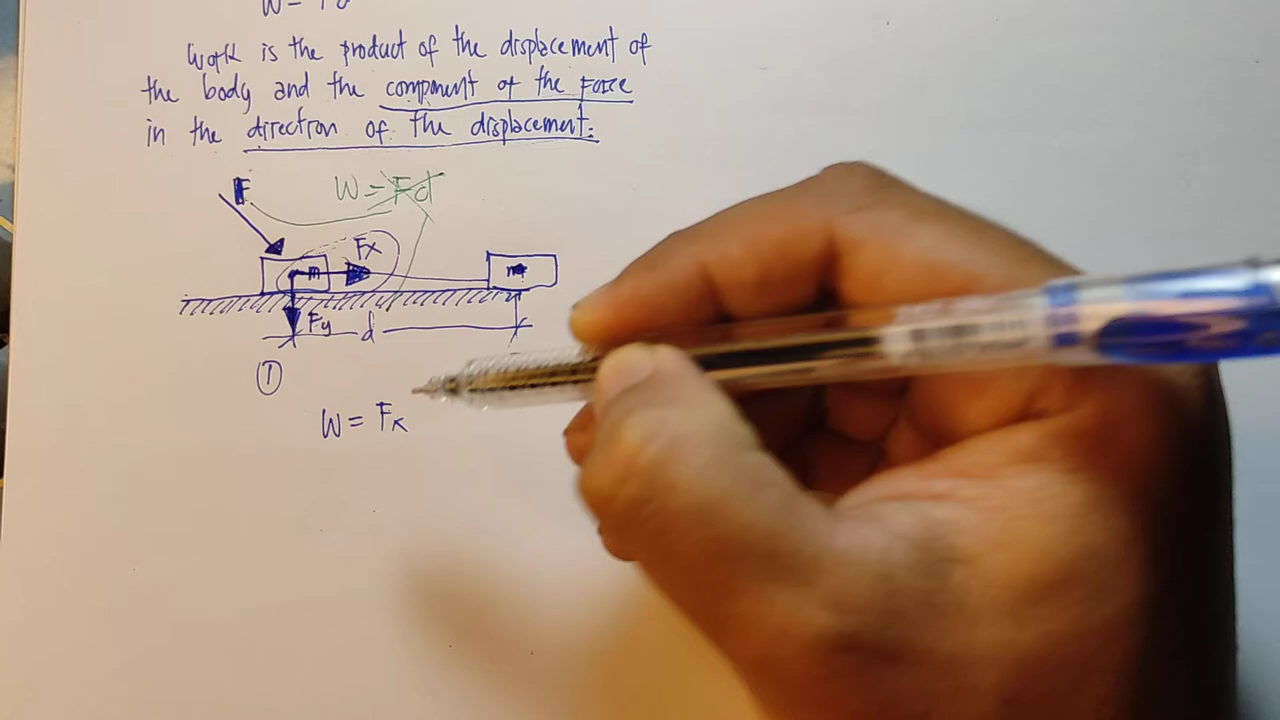 W = Fd
Work is the product of the displacement of
the body and the component of the Force
in the direction of the displacement.
F W = Fd
Fx
m m
Fy d
①
W = Fx